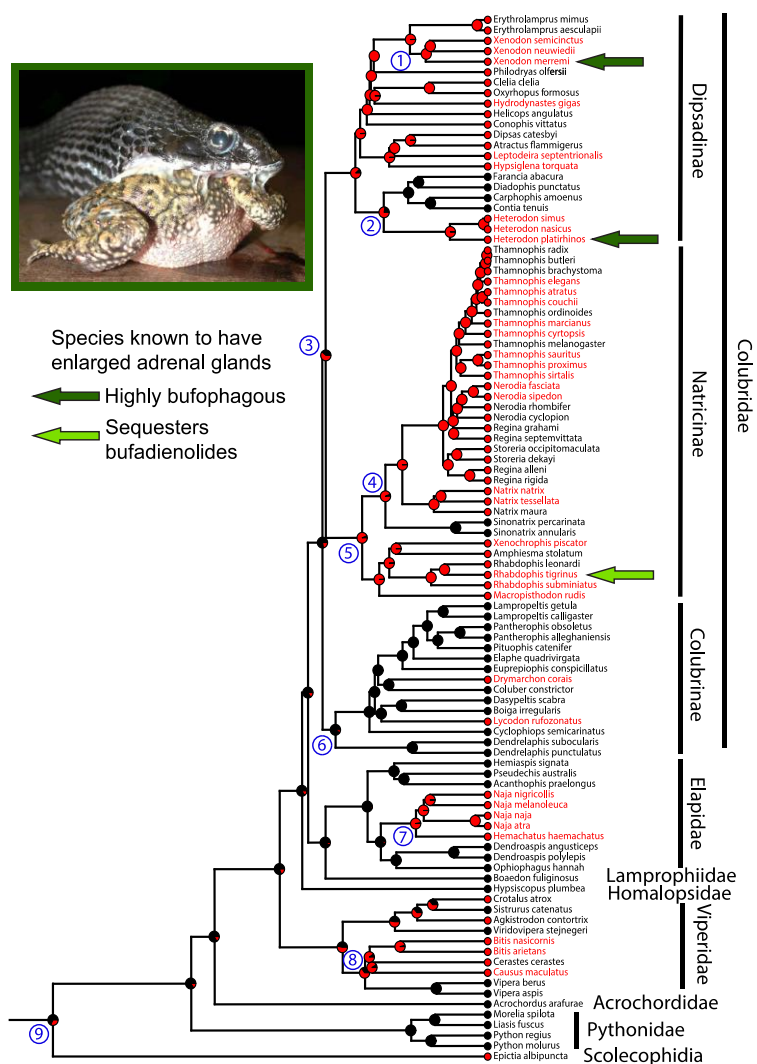 Erythrolamprus mimus
Erythrolamprus aesculapii
Xenodon semicinctus
Xenodon neuwiedii
Xenodon merremi
Philodryas olfersii
Clelia clelia
Oxyrhopus formosus
Hydrodynastes gigas
Helicops angulatus
Conophis vittatus
Dipsas catesbyi
Atractus flammigerus
Leptodeira septentrionalis
Hypsiglena torquata
Farancia abacura
Diadophis punctatus
Carphophis amoenus
Contia tenuis
Heterodon simus
Heterodon nasicus
Heterodon platirhinos
Thamnophis radix
Thamnophis butleri
Thamnophis brachystoma
Thamnophis elegans
Thamnophis atratus
Thamnophis couchii
Thamnophis ordinoides
Thamnophis marcianus
Thamnophis cyrtopsis
Thamnophis melanogaster
Thamnophis sauritus
Thamnophis proximus
Thamnophis sirtalis
Nerodia fasciata
Nerodia sipedon
Nerodia rhombifer
Nerodia cyclopion
Regina grahami
Regina septemvittata
Storeria occipitomaculata
Storeria dekayi
Regina alleni
Regina rigida
Natrix natrix
Natrix tessellata
Natrix maura
Sinonatrix percarinata
Sinonatrix annularis
Xenochrophis piscator
Amphiesma stolatum
Rhabdophis leonardi
Rhabdophis tigrinus
Rhabdophis subminiatus
Macropisthodon rudis
Lampropeltis getula
Lampropeltis calligaster
Pantherophis obsoletus
Pantherophis alleghaniensis
Pituophis catenifer
Elaphe quadrivirgata
Euprepiophis conspicillatus
Drymarchon corais
Coluber constrictor
Dasypeltis scabra
Boiga irregularis
Lycodon rufozonatus
Cyclophiops semicarinatus
Dendrelaphis subocularis
Dendrelaphis punctulatus
Hemiaspis signata
Pseudechis australis
Acanthophis praelongus
Naja nigricollis
Naja melanoleuca
Naja naja
Naja atra
Hemachatus haemachatus
Dendroaspis angusticeps
Dendroaspis polylepis
Ophiophagus hannah
Boaedon fuliginosus
Hypsiscopus plumbea
Crotalus atrox
Sistrurus catenatus
Agkistrodon contortrix
Viridovipera stejnegeri
Bitis nasicornis
Bitis arietans
Cerastes cerastes
Causus maculatus
Vipera berus
Vipera aspis
Acrochordus arafurae
Morelia spilota
Liasis fuscus
Python regius
Python molurus
Epictia albipuncta
Dipsadinae
Natricinae
Colubrinae
Colubridae
Elapidae
Lamprophiidae
Homalopsidae
Viperidae
Acrochordidae
Pythonidae
Scolecophidia
Species known to have
enlarged adrenal glands
Highly bufophagous
Sequesters
bufadienolides
1
2
3
4
5
6
7
8
9